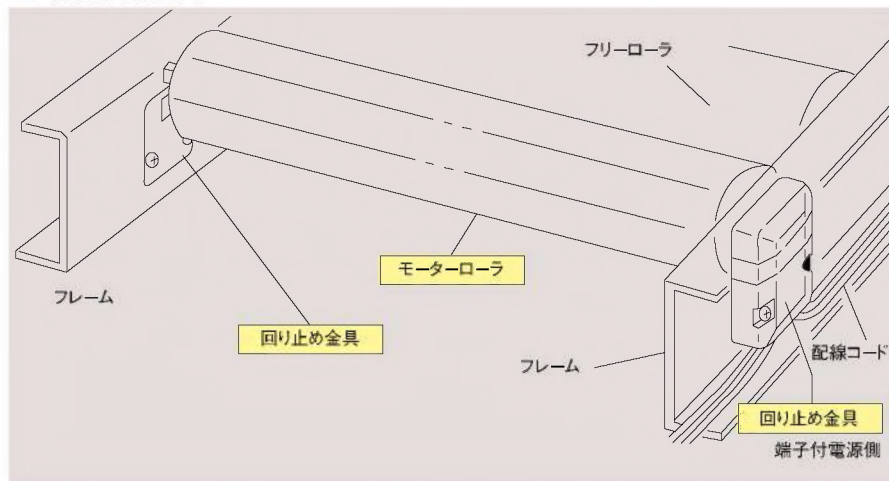 フリーローラ
モーターローラ
フレーム
回り止め金具
フレーム
配線コード
回り止め金具
端子付電源側